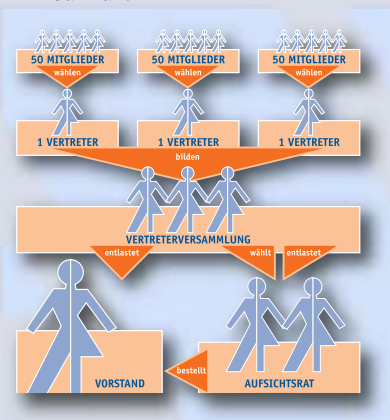 50 MITGLIEDER
wählen
50 MITGLIEDER
wählen
50 MITGLIEDER
wählen
1 VERTRETER
1 VERTRETER
1 VERTRETER
bilden
VERTRETERVERSAMMLUNG
entlastet
wählt
entlastet
VORSTAND
bestellt
AUFSICHTSRAT